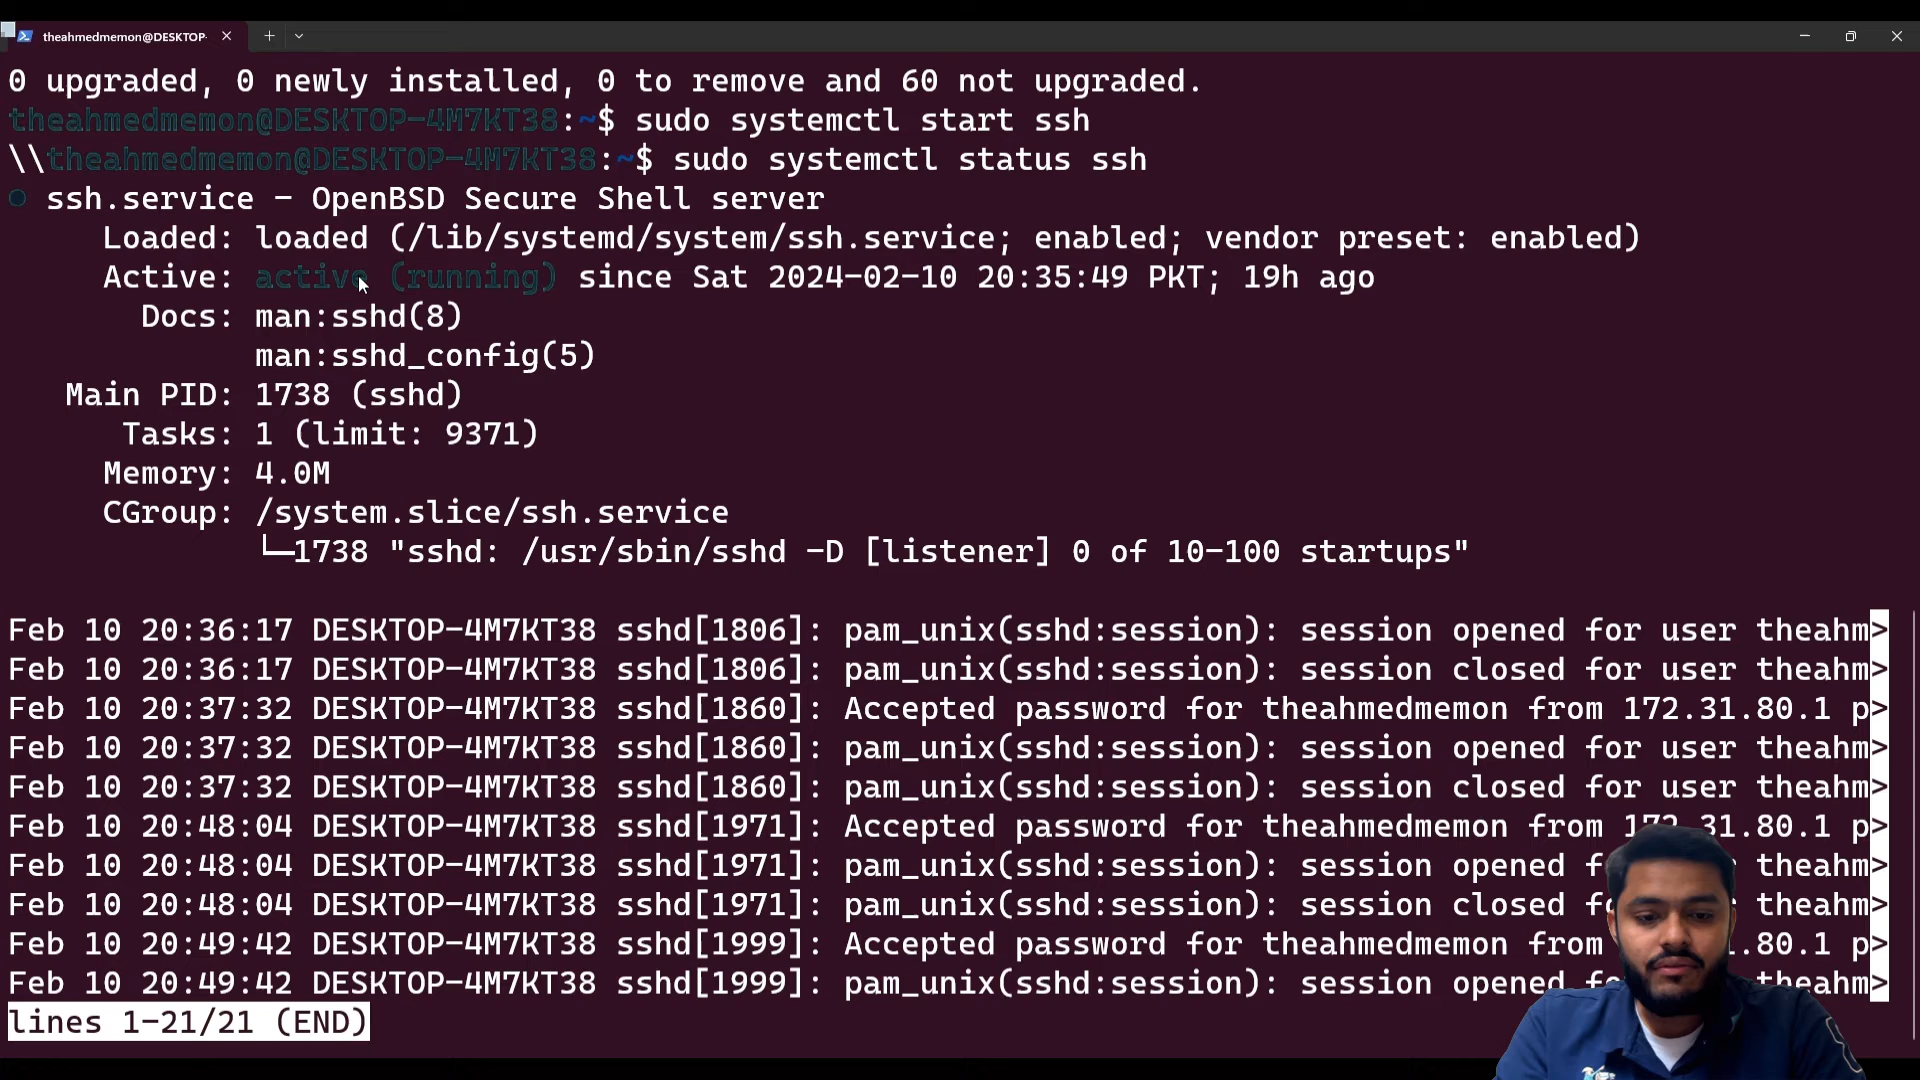 theahmedmemon@DESKTOP-
0 upgraded, 0 newly installed, 0 to remove and 60 not upgraded.
theahmedmemon@DESKTOP-4M7KT38:~$ sudo systemctl start ssh
\\theahmedmemon@DESKTOP-4M7KT38:~$ sudo systemctl status ssh
ssh.service - OpenBSD Secure Shell server
Loaded: loaded (/lib/systemd/system/ssh.service; enabled; vendor preset: enabled)
Active: active (running) since Sat 2024-02-10 20:35:49 PKT; 19h ago
Docs: man:sshd(8)
man:sshd_config(5)
Main PID: 1738 (sshd)
Tasks: 1 (limit: 9371)
Memory: 4.0M
CGroup: /system.slice/ssh.service
└─1738 "sshd: /usr/sbin/sshd -D [listener] 0 of 10-100 startups"
Feb 10 20:36:17 DESKTOP-4M7KT38 sshd[1806]: pam_unix(sshd:session): session opened for user theahm>
Feb 10 20:36:17 DESKTOP-4M7KT38 sshd[1806]: pam_unix(sshd:session): session closed for user theahm>
Feb 10 20:37:32 DESKTOP-4M7KT38 sshd[1860]: Accepted password for theahmedmemon from 172.31.80.1 p>
Feb 10 20:37:32 DESKTOP-4M7KT38 sshd[1860]: pam_unix(sshd:session): session opened for user theahm>
Feb 10 20:37:32 DESKTOP-4M7KT38 sshd[1860]: pam_unix(sshd:session): session closed for user theahm>
Feb 10 20:48:04 DESKTOP-4M7KT38 sshd[1971]: Accepted password for theahmedmemon from 172.31.80.1 p>
Feb 10 20:48:04 DESKTOP-4M7KT38 sshd[1971]: pam_unix(sshd:session): session opened theahm>
Feb 10 20:48:04 DESKTOP-4M7KT38 sshd[1971]: pam_unix(sshd:session): session closed theahm>
Feb 10 20:49:42 DESKTOP-4M7KT38 sshd[1999]: Accepted password for theahmedmemon from .80.1 p>
Feb 10 20:49:42 DESKTOP-4M7KT38 sshd[1999]: pam_unix(sshd:session): session opened theahm>
lines 1-21/21 (END)